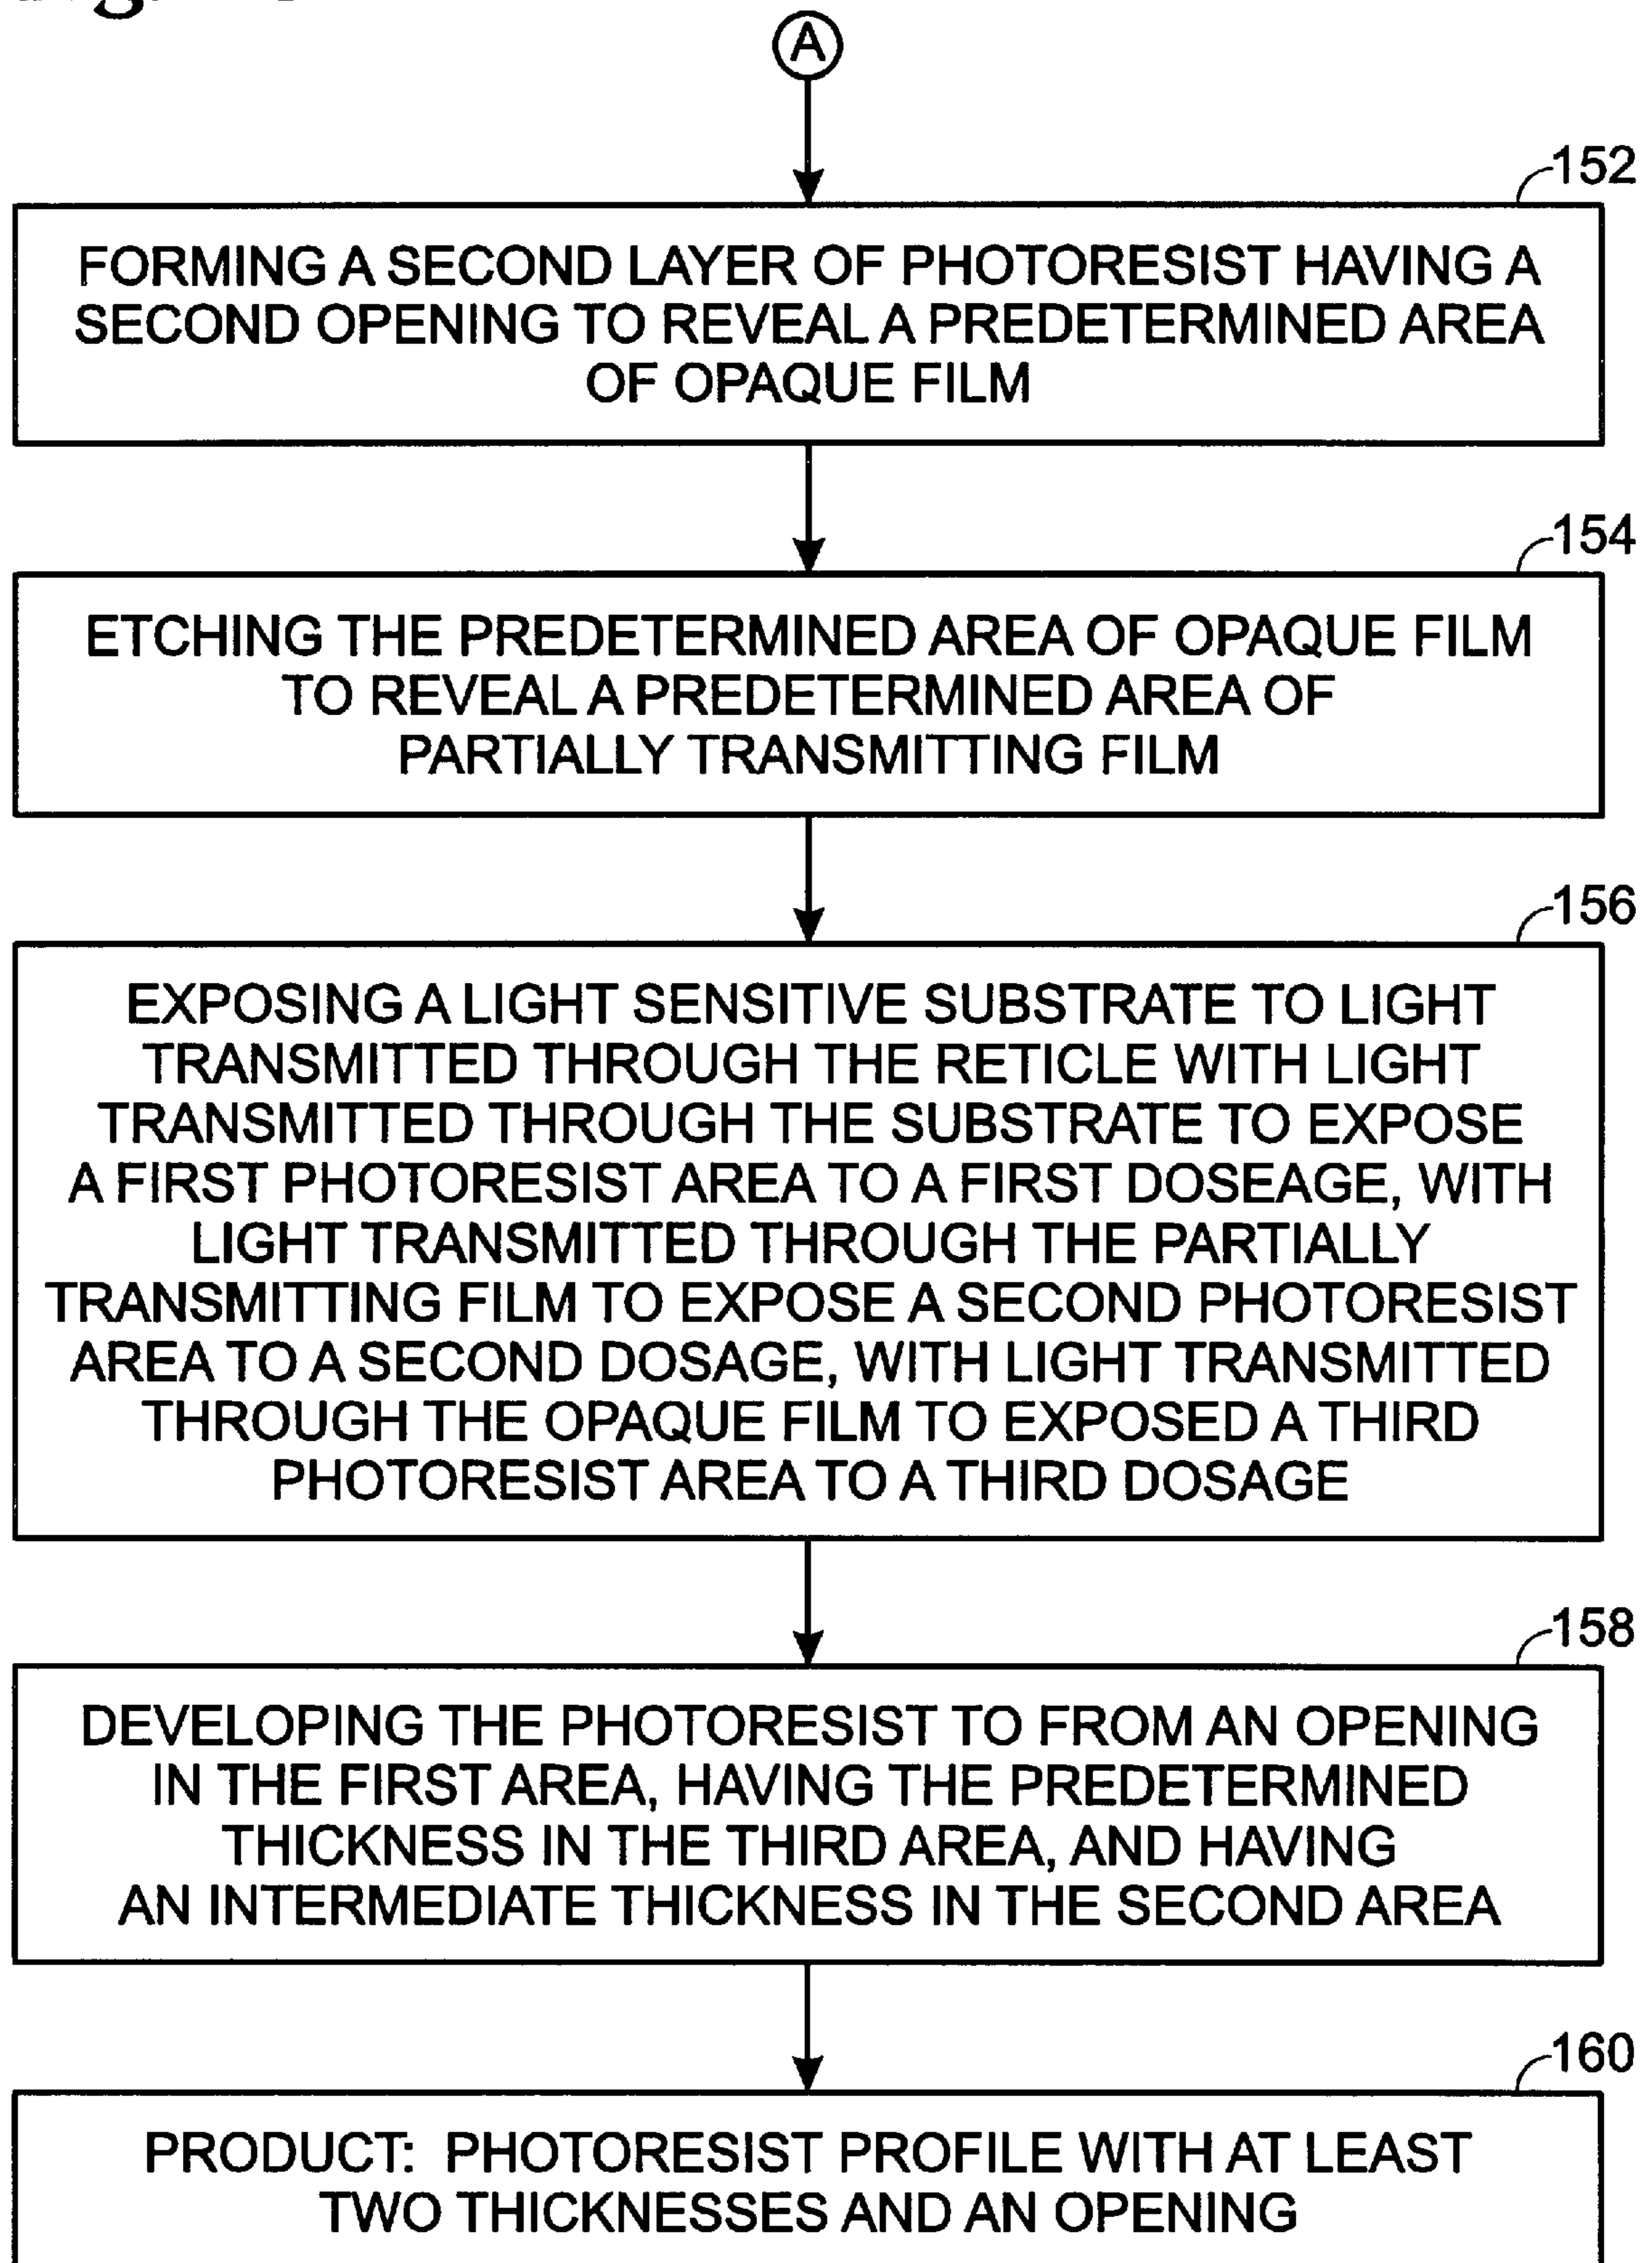 A
152
FORMING A SECOND LAYER OF PHOTORESIST HAVING A
SECOND OPENING TO REVEAL A PREDETERMINED AREA
OF OPAQUE FILM
154
ETCHING THE PREDETERMINED AREA OF OPAQUE FILM
TO REVEAL A PREDETERMINED AREA OF
PARTIALLY TRANSMITTING FILM
156
EXPOSING A LIGHT SENSITIVE SUBSTRATE TO LIGHT
TRANSMITTED THROUGH THE RETICLE WITH LIGHT
TRANSMITTED THROUGH THE SUBSTRATE TO EXPOSE
A FIRST PHOTORESIST AREA TO A FIRST DOSEAGE, WITH
LIGHT TRANSMITTED THROUGH THE PARTIALLY
TRANSMITTING FILM TO EXPOSE A SECOND PHOTORESIST
AREA TO A SECOND DOSAGE, WITH LIGHT TRANSMITTED
THROUGH THE OPAQUE FILM TO EXPOSED A THIRD
PHOTORESIST AREA TO A THIRD DOSAGE
158
DEVELOPING THE PHOTORESIST TO FROM AN OPENING
IN THE FIRST AREA, HAVING THE PREDETERMINED
THICKNESS IN THE THIRD AREA, AND HAVING
AN INTERMEDIATE THICKNESS IN THE SECOND AREA
160
PRODUCT: PHOTORESIST PROFILE WITH AT LEAST
TWO THICKNESSES AND AN OPENING